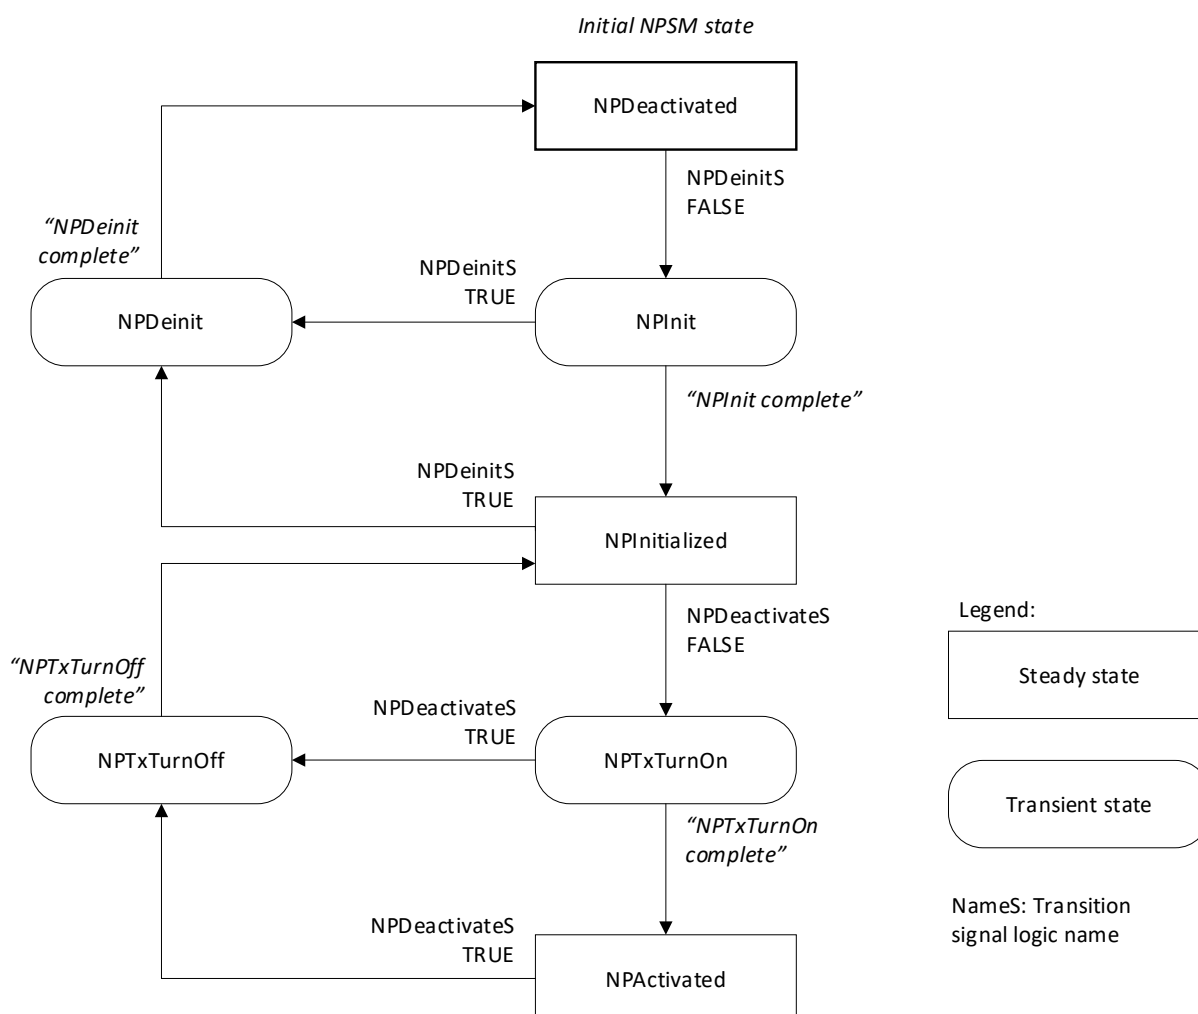 Initial NPSM state
NPDeactivated
NPDeinitS
FALSE
“NPDeinit
complete”
NPDeinitS
TRUE
NPDeinit
NPInit
“NPInit complete”
NPDeinitS
TRUE
NPInitialized
NPDeactivateS
FALSE
Legend:
Steady state
“NPTxTurnOff
complete”
NPDeactivateS
TRUE
NPTxTurnOff
NPTxTurnOn
Transient state
“NPTxTurnOn
complete”
NPDeactivateS
TRUE
NameS: Transition
signal logic name
NPActivated